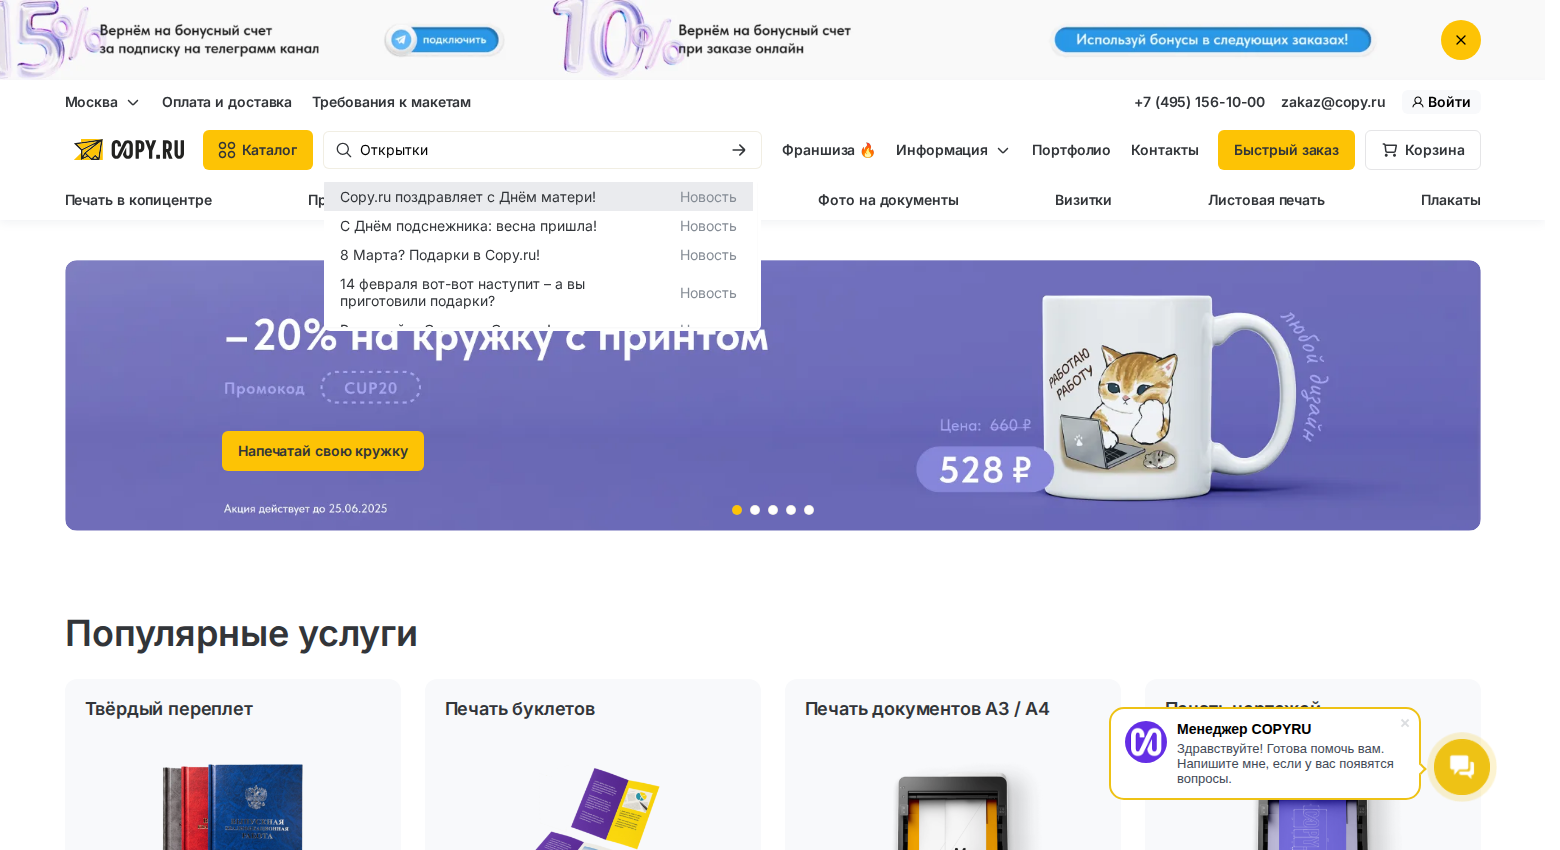 15%
Вернём на бонусный счет
за подписку на телеграмм канал
подключить
10%
Вернём на бонусный счет
при заказе онлайн
Используй бонусы в следующих заказах!
Москва
Оплата и доставка
Требования к макетам
+7 (495) 156-10-00
zakaz@copy.ru
Войти
COPY.RU
Каталог
Открытки
Франшиза 🔥
Информация
Портфолио
Контакты
Быстрый заказ
Корзина
Печать в копицентре
Фото на документы
Визитки
Листовая печать
Плакаты
Copy.ru поздравляет с Днём матери! Новость
С Днём подснежника: весна пришла! Новость
8 Марта? Подарки в Copy.ru! Новость
14 февраля вот-вот наступит – а вы
приготовили подарки?
Новость
–20% на кружку с принтом
Промокод CUP20
Напечатай свою кружку
Акция действует до 25.06.2025
Цена: 660 ₽
528 ₽
РАБОТАЮ
РАБОТУ
любой дизайн
Популярные услуги
Твёрдый переплет
Печать буклетов
Печать документов А3 / А4
Печать чертежей
Менеджер COPYRU
Здравствуйте! Готова помочь вам.
Напишите мне, если у вас появятся
вопросы.